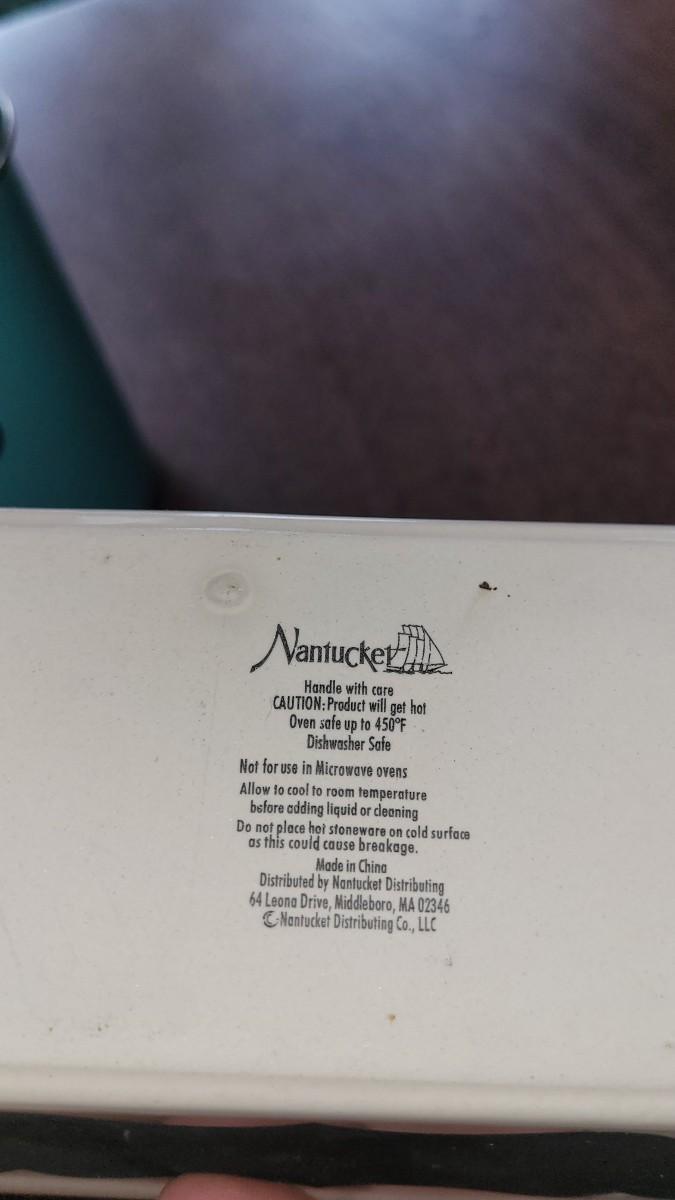 Nantucket
Handle with care
CAUTION: Product will get hot
Oven safe up to 450°F
Dishwasher Safe
Not for use in Microwave ovens
Allow to cool to room temperature
before adding liquid or cleaning
Do not place hot stoneware on cold surface
as this could cause breakage.
Made in China
Distributed by Nantucket Distributing
64 Leona Drive, Middleboro, MA 02346
© Nantucket Distributing Co., LLC